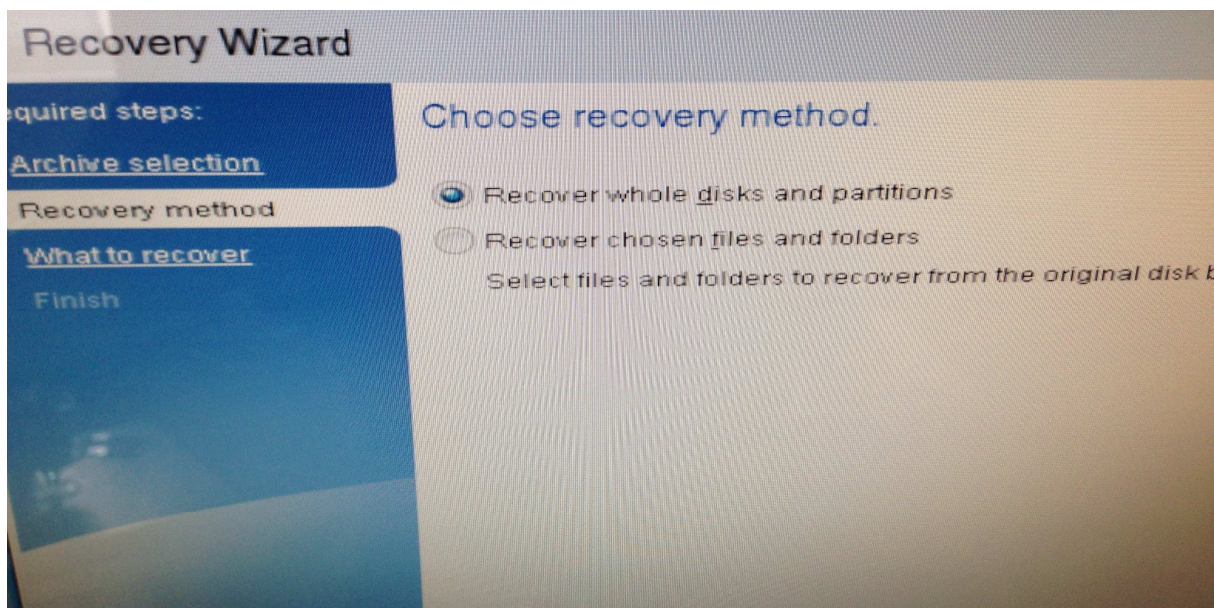 Recovery Wizard
equired steps:
Archive selection
Recovery method
What to recover
Finish
Choose recovery method.
Recover whole disks and partitions
Recover chosen files and folders
Select files and folders to recover from the original disk b